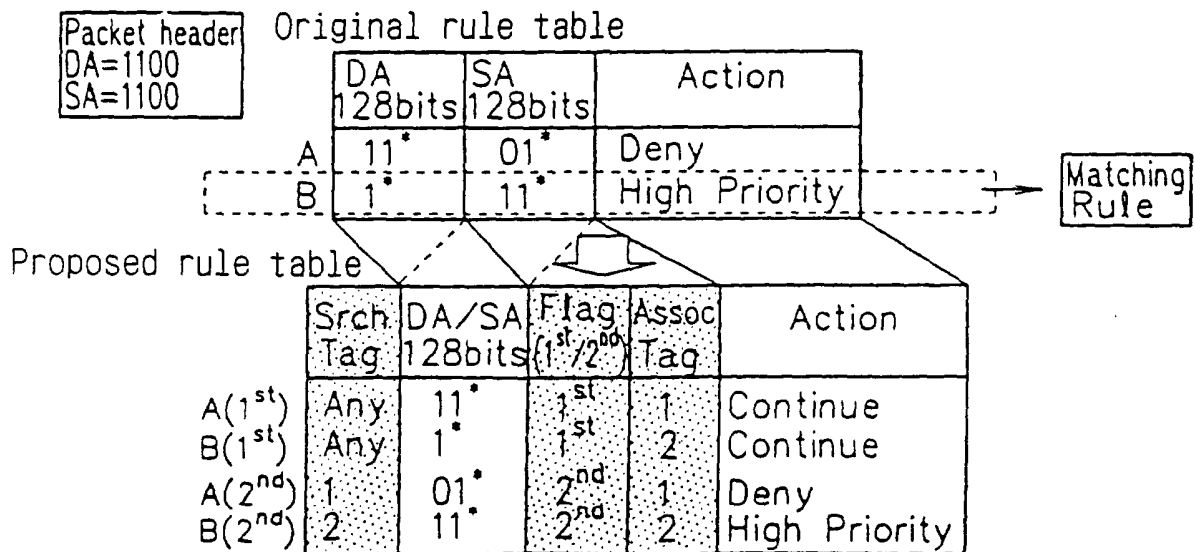 Packet header
DA=1100
SA=1100
Original rule table
DA 128bits SA 128bits Action
A 11* 01* Deny
B 1* 11* High Priority
Matching Rule
Proposed rule table
Srch Tag DA/SA 128bits Flag (1st/2nd) Assoc Tag Action
A(1st) Any 11* 1st 1 Continue
B(1st) Any 1* 1st 2 Continue
A(2nd) 1 01* 2nd 1 Deny
B(2nd) 2 11* 2nd 2 High Priority